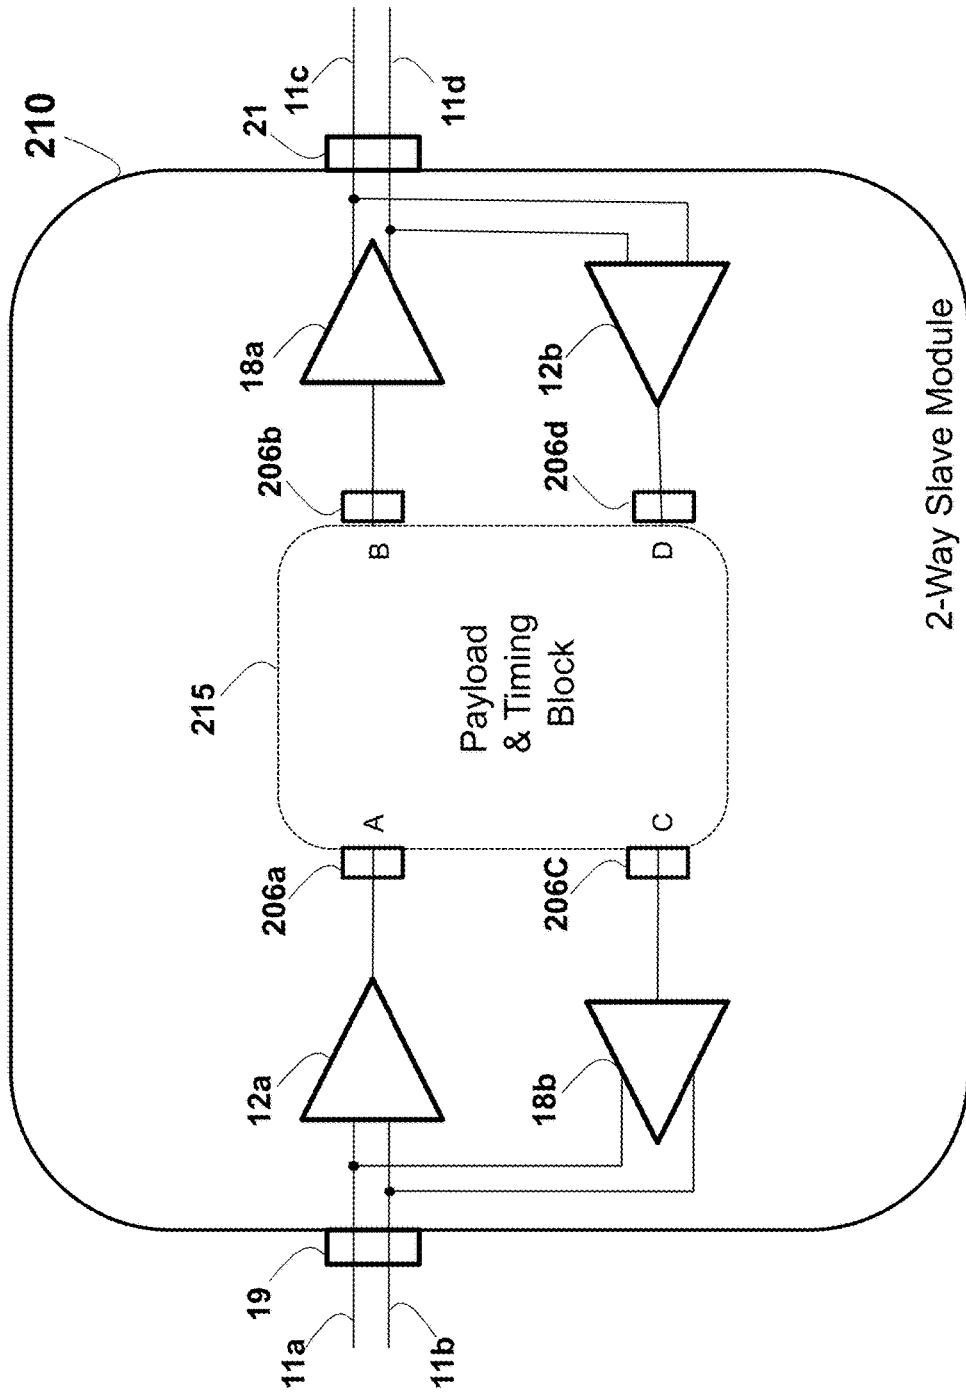 210
11c
11d
21
18a
12b
206b
206d
B
D
215
Payload
& Timing
Block
A
C
206a
206C
12a
18b
19
11a
11b
2-Way Slave Module